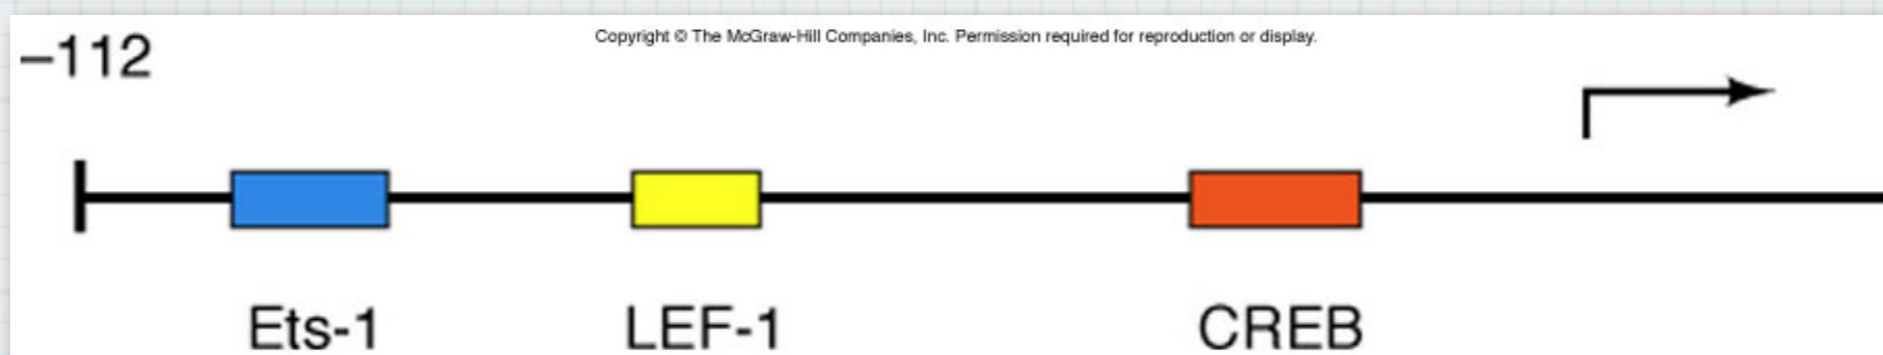 Copyright © The McGraw-Hill Companies, Inc. Permission required for reproduction or display.
–112
Ets-1 LEF-1 CREB